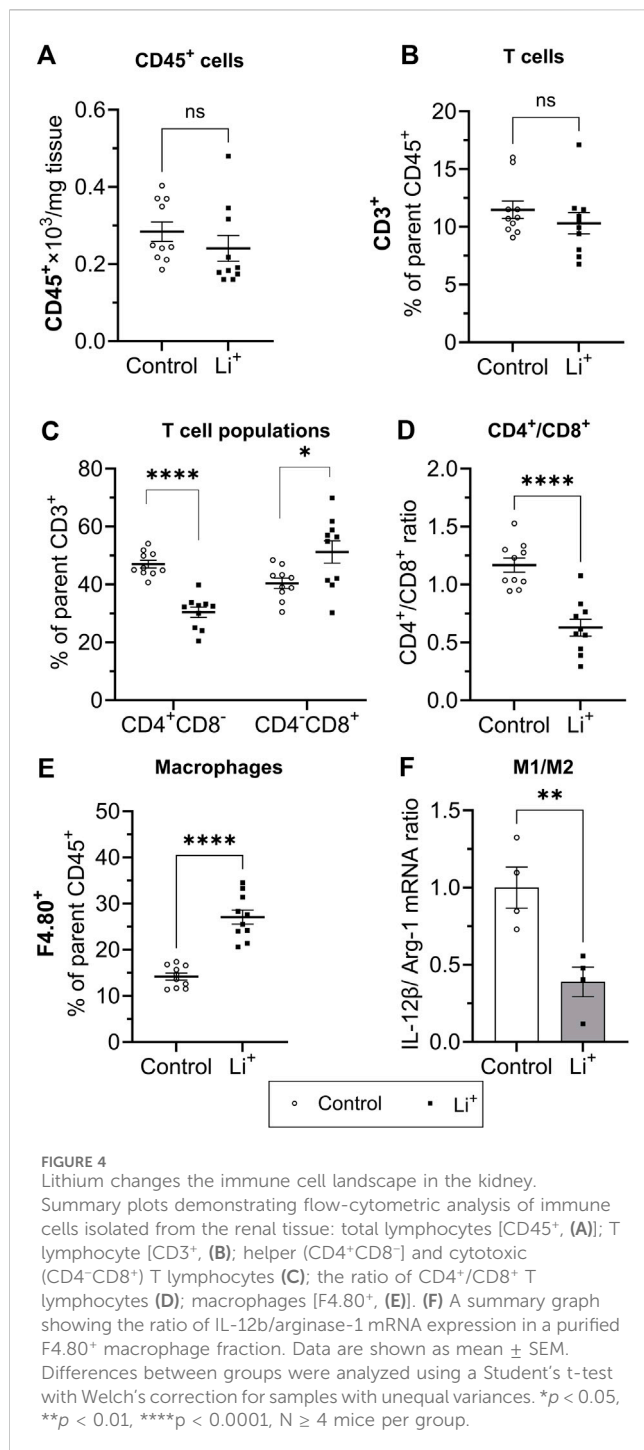 A
CD45⁺ cells
CD45⁺×10³/mg tissue
0.6
0.4
0.2
0.0
ns
Control Li⁺
B
T cells
CD3⁺
% of parent CD45⁺
20
15
10
5
0
ns
Control Li⁺
C
T cell populations
% of parent CD3⁺
80
60
40
20
0
****
*
CD4⁺CD8⁻ CD4⁻CD8⁺
D
CD4⁺/CD8⁺
CD4⁺/CD8⁺ ratio
2.0
1.5
1.0
0.5
0.0
****
Control Li⁺
E
Macrophages
F4.80⁺
% of parent CD45⁺
50
40
30
20
10
0
****
Control Li⁺
F
M1/M2
IL-12β/ Arg-1 mRNA ratio
1.5
1.0
0.5
0.0
**
Control Li⁺
Control Li⁺
FIGURE 4
Lithium changes the immune cell landscape in the kidney.
Summary plots demonstrating flow-cytometric analysis of immune
cells isolated from the renal tissue: total lymphocytes [CD45⁺, (A)]; T
lymphocyte [CD3⁺, (B); helper (CD4⁺CD8⁻] and cytotoxic
(CD4⁻CD8⁺) T lymphocytes (C); the ratio of CD4⁺/CD8⁺ T
lymphocytes (D); macrophages [F4.80⁺, (E)]. (F) A summary graph
showing the ratio of IL-12b/arginase-1 mRNA expression in a purified
F4.80⁺ macrophage fraction. Data are shown as mean ± SEM.
Differences between groups were analyzed using a Student's t-test
with Welch's correction for samples with unequal variances. *p < 0.05,
**p < 0.01, ****p < 0.0001, N ≥ 4 mice per group.